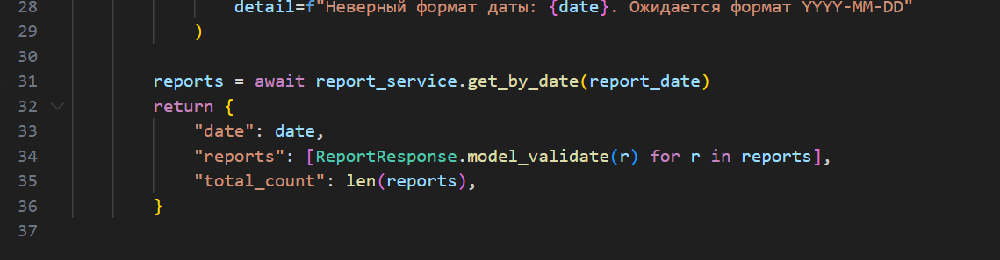 28 detail=f"Неверный формат даты: {date}. Ожидается формат YYYY-MM-DD"
29 )
30
31 reports = await report_service.get_by_date(report_date)
32 return {
33 "date": date,
34 "reports": [ReportResponse.model_validate(r) for r in reports],
35 "total_count": len(reports),
36 }
37